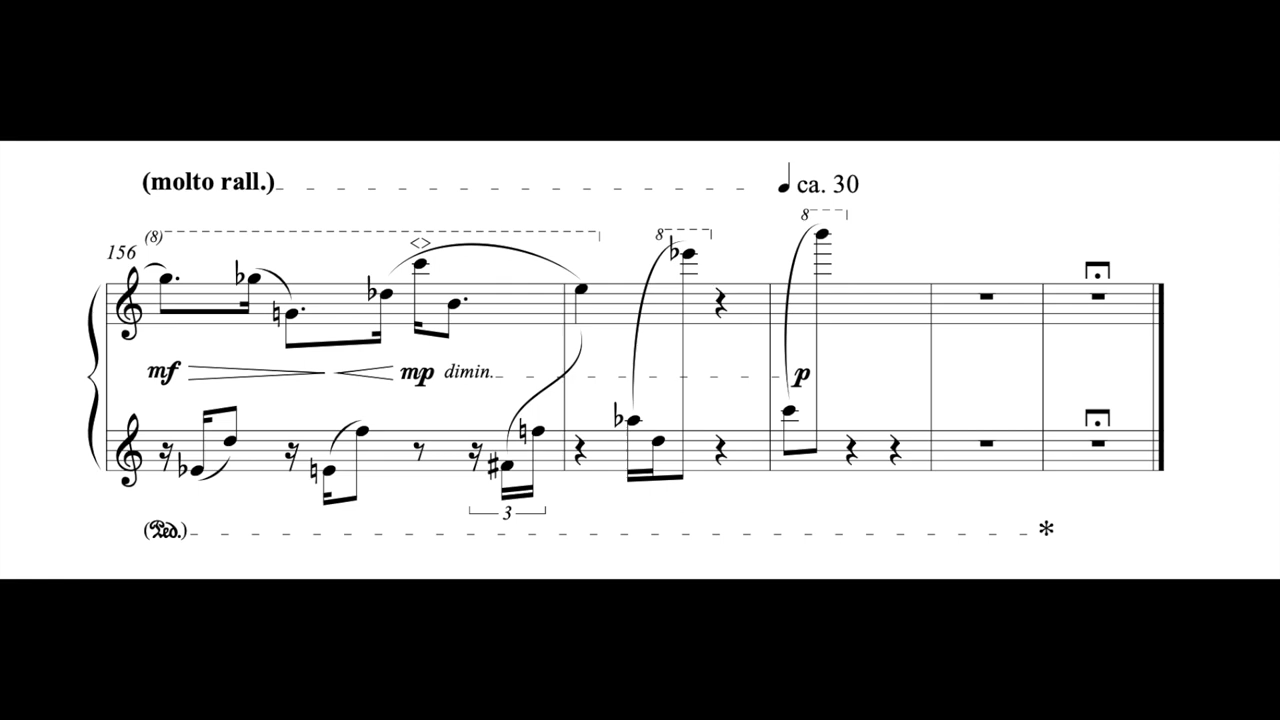 (molto rall.) ca. 30
(8) 8 8
156
mf mp dimin. p
3
(Ped.) *